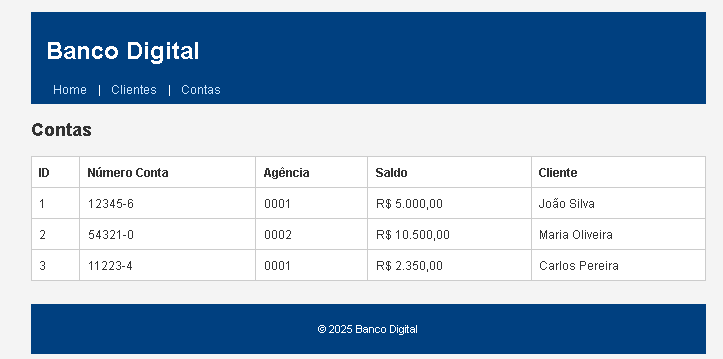 Banco Digital
Home | Clientes | Contas
Contas
ID Número Conta Agência Saldo Cliente
1 12345-6 0001 R$ 5.000,00 João Silva
2 54321-0 0002 R$ 10.500,00 Maria Oliveira
3 11223-4 0001 R$ 2.350,00 Carlos Pereira
© 2025 Banco Digital